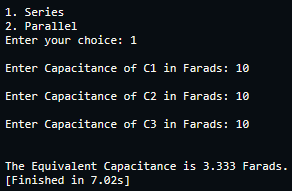 1. Series
2. Parallel
Enter your choice: 1
Enter Capacitance of C1 in Farads: 10
Enter Capacitance of C2 in Farads: 10
Enter Capacitance of C3 in Farads: 10
The Equivalent Capacitance is 3.333 Farads.
[Finished in 7.02s]